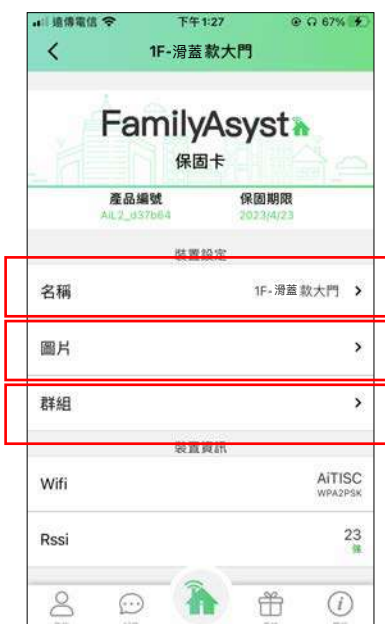 遠傳電信 下午1:27 67%
1F-滑蓋款大門
FamilyAsyst
保固卡
產品編號 保固期限
AiL2_d37b64 2023/4/23
裝置設定
名稱 1F-滑蓋款大門
圖片
群組
裝置資訊
Wifi AiTISC
WPA2PSK
Rssi 23
強